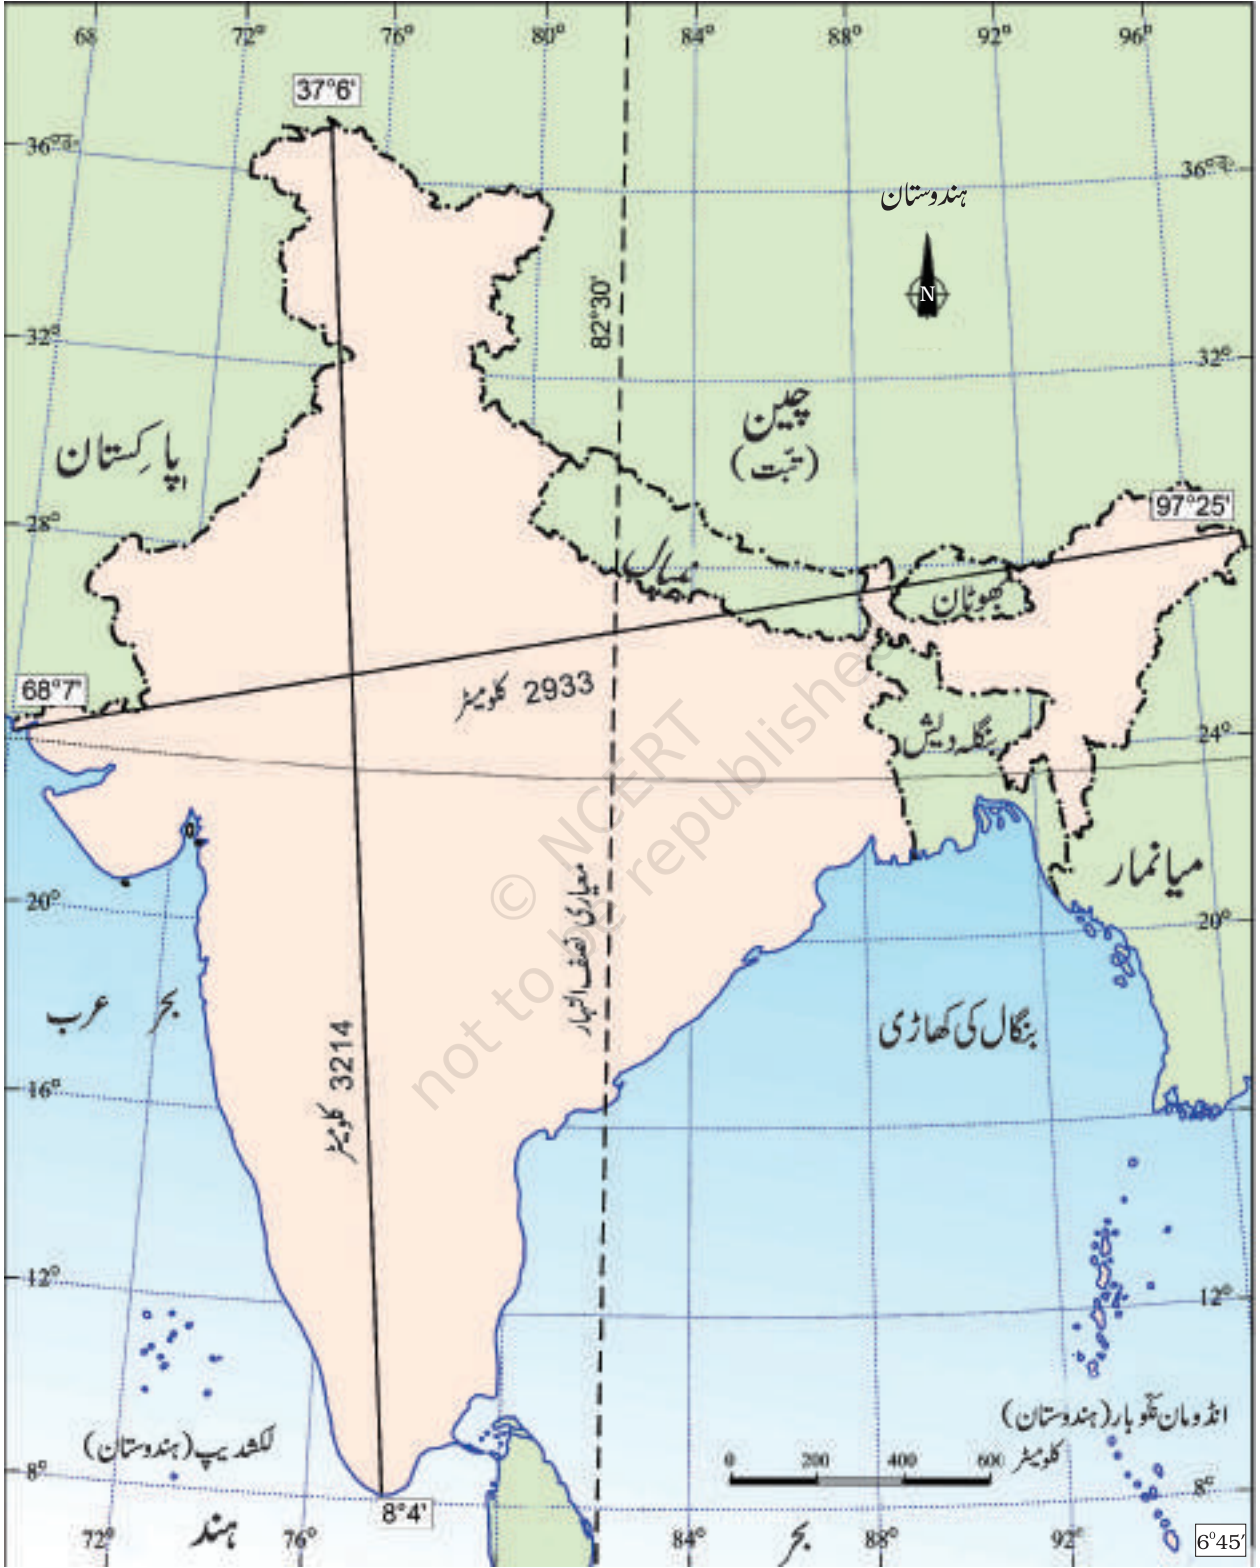 68° 72° 76° 80° 84° 88° 92° 96°
37°6'
36°
36°
ہندوستان
N
82°30'
32°
32°
چین
(تبت)
پاکستان
97°25'
28°
نیپال
بھوٹان
68°7'
2933 کلومیٹر
بنگلہ دیش
24°
© NCERT
not to be republished
میانمار
معیاری نصف النہار
20°
20°
بحر عرب
بنگال کی کھاڑی
3214 کلومیٹر
16°
12°
12°
انڈومان نکوبار (ہندوستان)
لکشدیپ (ہندوستان)
0 200 400 600 کلومیٹر
8°
8°
8°4'
ہند
بحر
72° 76° 84° 88° 92°
6°45'